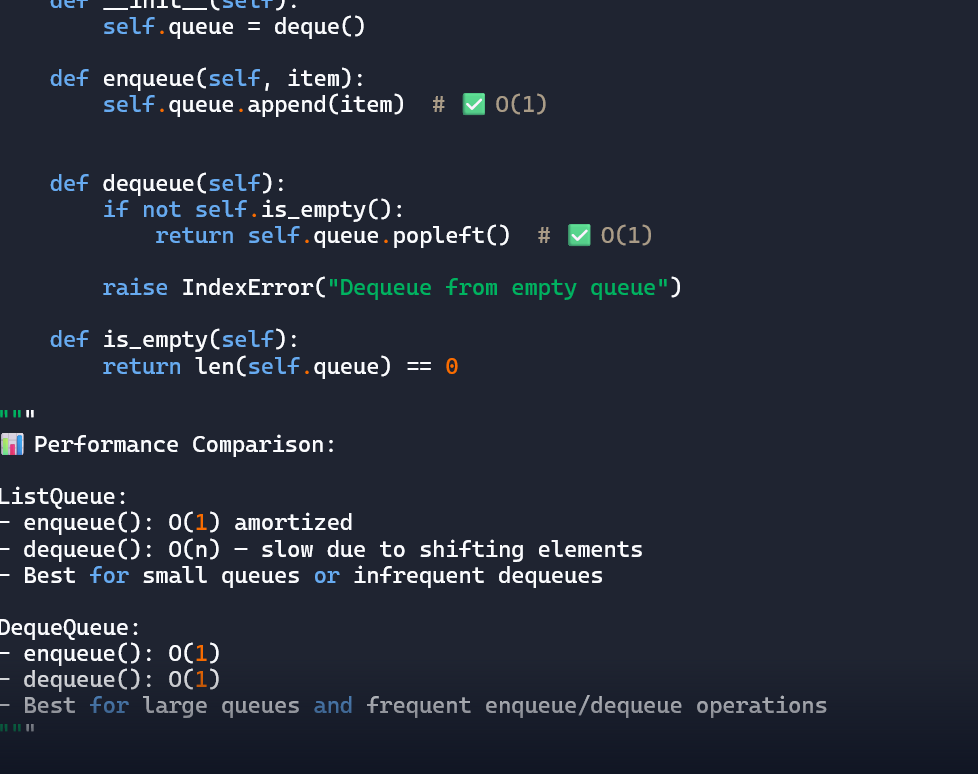 def __init__(self):
self.queue = deque()
def enqueue(self, item):
self.queue.append(item)  # ✅ O(1)
def dequeue(self):
if not self.is_empty():
return self.queue.popleft()  # ✅ O(1)
raise IndexError("Dequeue from empty queue")
def is_empty(self):
return len(self.queue) == 0
"""
📊 Performance Comparison:
ListQueue:
- enqueue(): O(1) amortized
- dequeue(): O(n) — slow due to shifting elements
- Best for small queues or infrequent dequeues
DequeQueue:
- enqueue(): O(1)
- dequeue(): O(1)
- Best for large queues and frequent enqueue/dequeue operations
"""